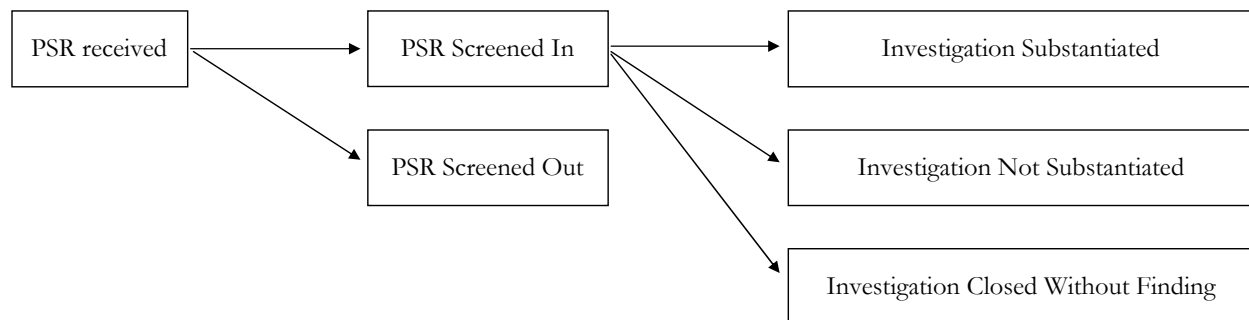 PSR received
PSR Screened In
Investigation Substantiated
PSR Screened Out
Investigation Not Substantiated
Investigation Closed Without Finding